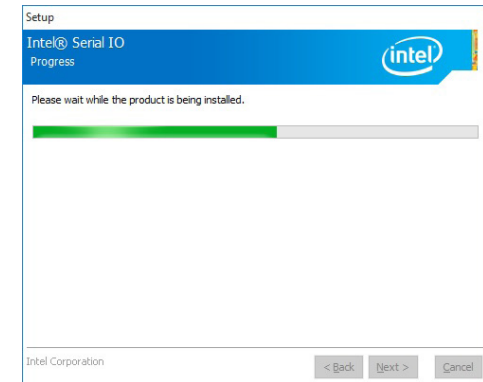 Setup
Intel® Serial IO
Progress
intel
Please wait while the product is being installed.
Intel Corporation
< Back
Next >
Cancel